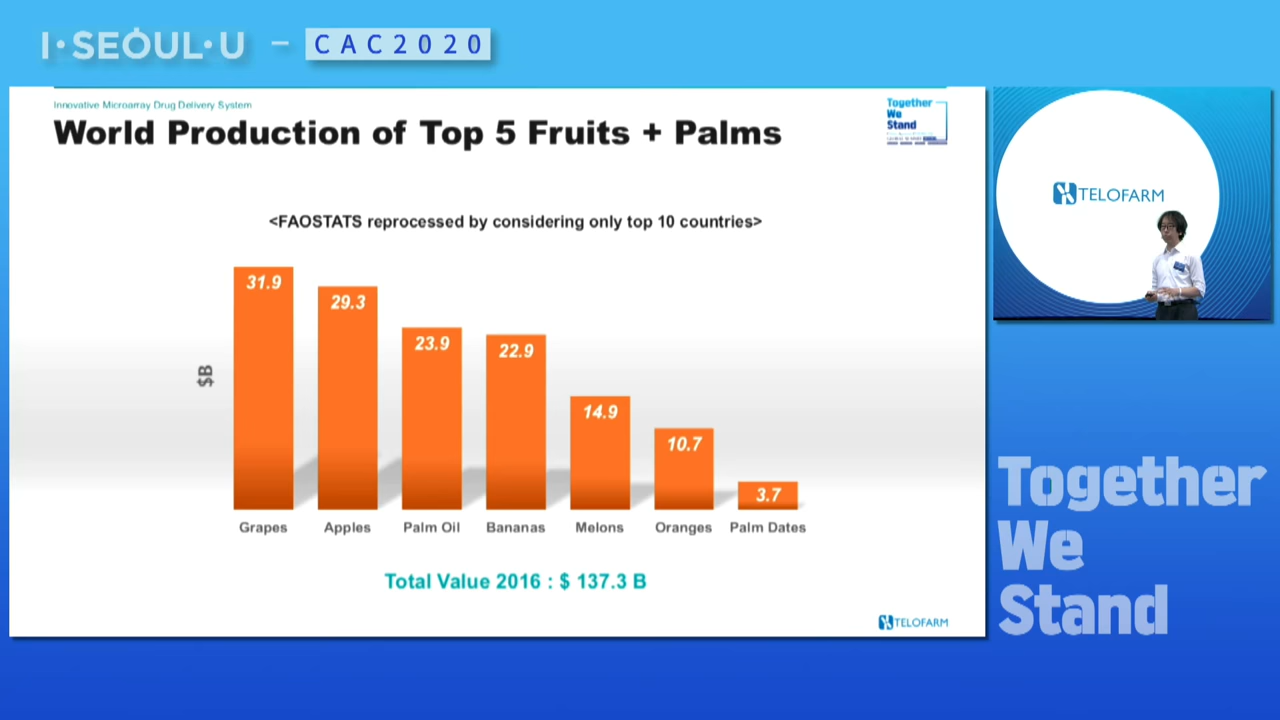 I·SEOUL·U – CAC2020
Innovative Microarray Drug Delivery System
World Production of Top 5 Fruits + Palms
Together
We
Stand
<FAOSTATS reprocessed by considering only top 10 countries>
$B
31.9
29.3
23.9
22.9
14.9
10.7
3.7
Grapes Apples Palm Oil Bananas Melons Oranges Palm Dates
Total Value 2016 : $ 137.3 B
TELOFARM
TELOFARM
Together
We
Stand